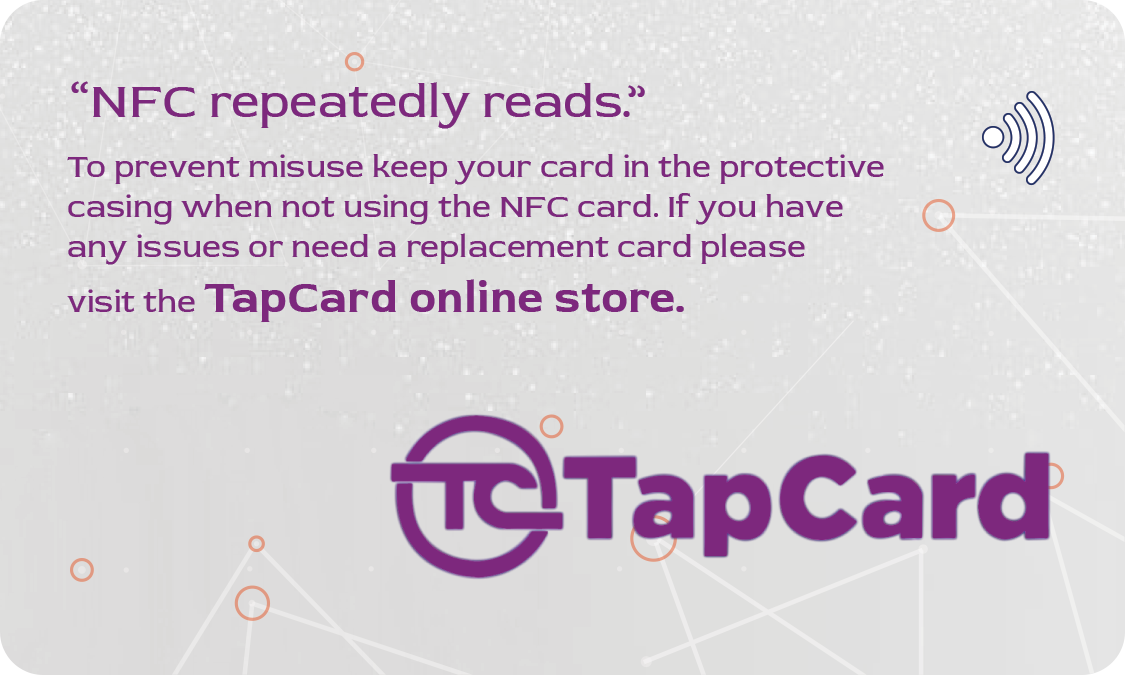 “NFC repeatedly reads.”
To prevent misuse keep your card in the protective
casing when not using the NFC card. If you have
any issues or need a replacement card please
visit the TapCard online store.
TC TapCard